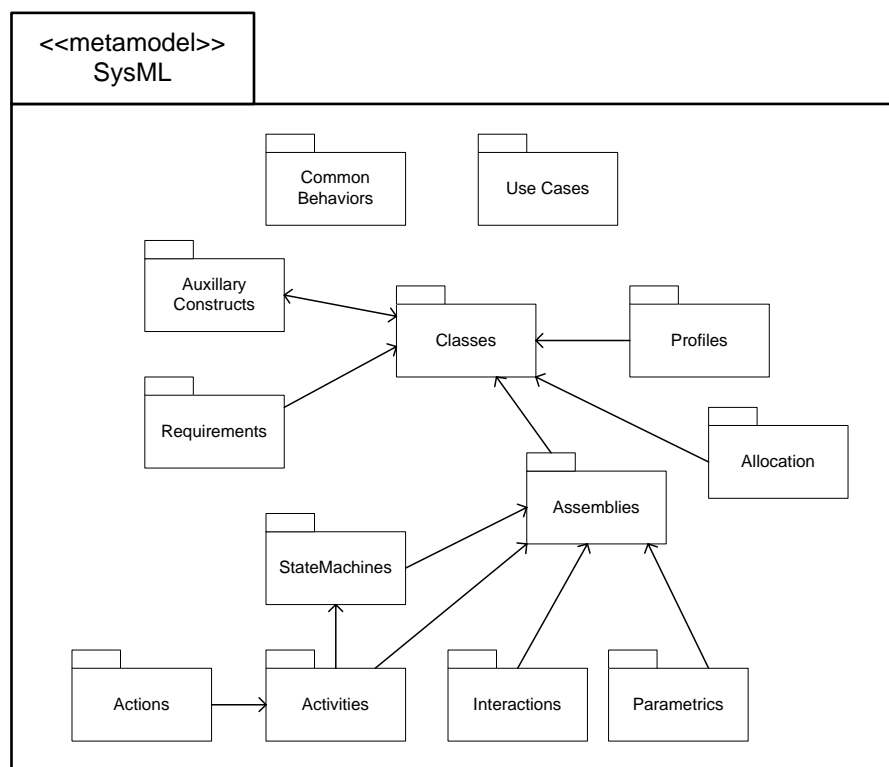 <<metamodel>>
SysML
Common
Behaviors
Use Cases
Auxillary
Constructs
Classes
Profiles
Requirements
Allocation
Assemblies
StateMachines
Actions
Activities
Interactions
Parametrics